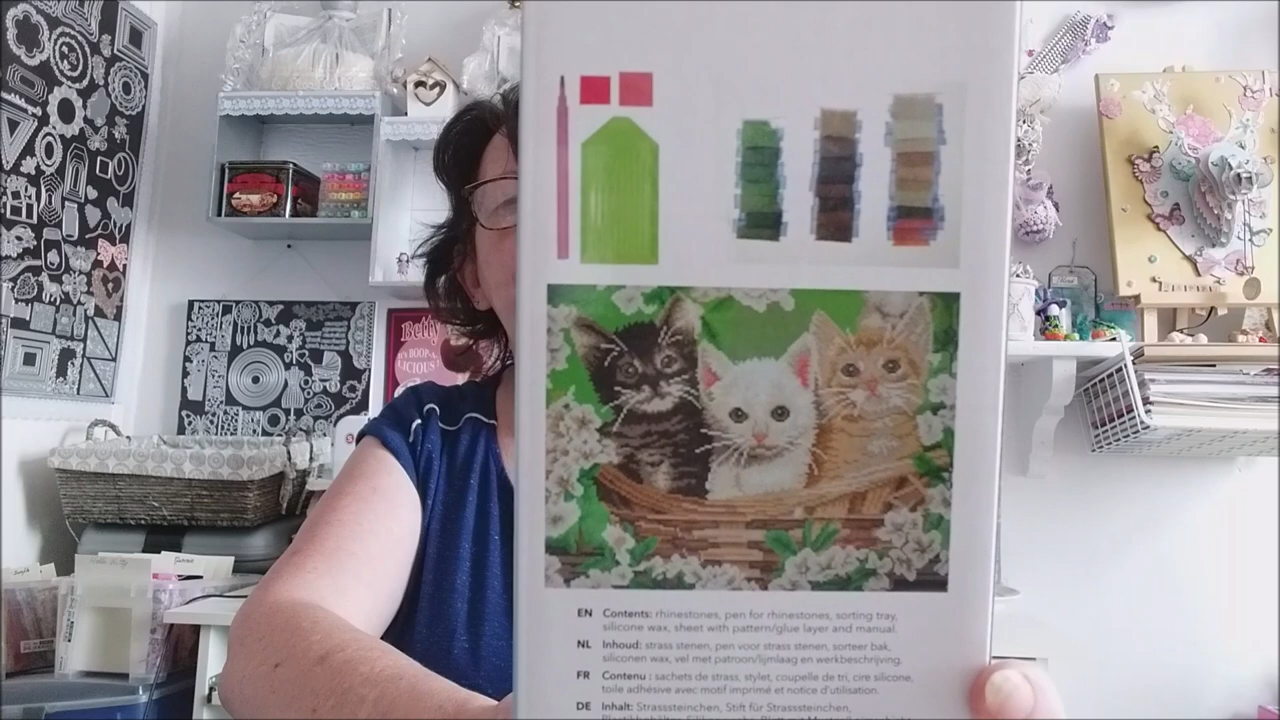 Betty
IT'S BOOP-A-
LICIOUS!
EN Contents: rhinestones, pen for rhinestones, sorting tray,
silicone wax, sheet with pattern/glue layer and manual.
NL Inhoud: strass stenen, pen voor strass stenen, sorteer bak,
siliconen wax, vel met patroon/lijmlaag en werkbeschrijving.
FR Contenu : sachets de strass, stylet, coupelle de tri, cire silicone,
toile adhésive avec motif imprimé et notice d'utilisation.
DE Inhalt: Strasssteinchen, Stift für Strasssteinchen,